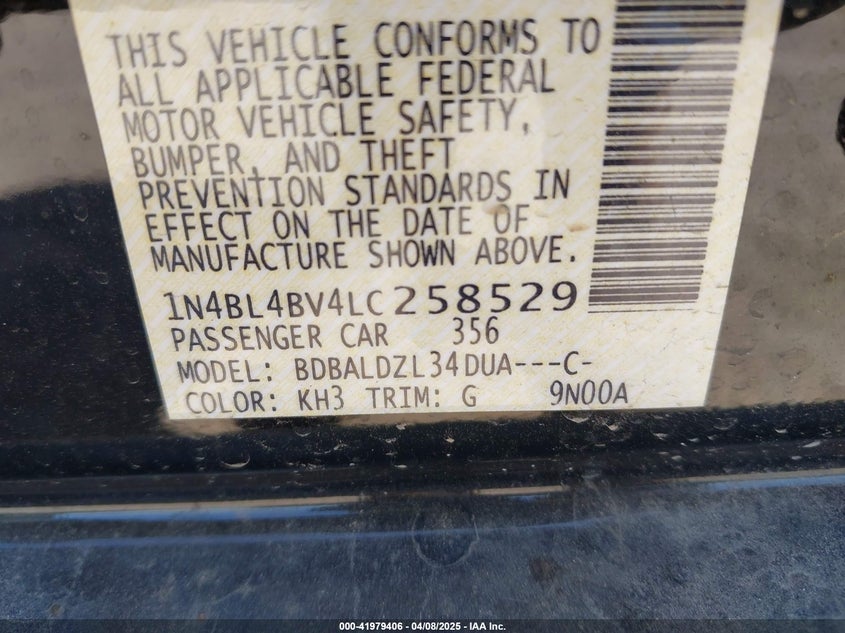 THIS VEHICLE CONFORMS TO
ALL APPLICABLE FEDERAL
MOTOR VEHICLE SAFETY,
BUMPER, AND THEFT
PREVENTION STANDARDS IN
EFFECT ON THE DATE OF
MANUFACTURE SHOWN ABOVE.
1N4BL4BV4LC258529
PASSENGER CAR 356
MODEL: BDBALDZL34DUA---C-
COLOR: KH3 TRIM: G 9N00A
000-41979406 - 04/08/2025 - IAA Inc.